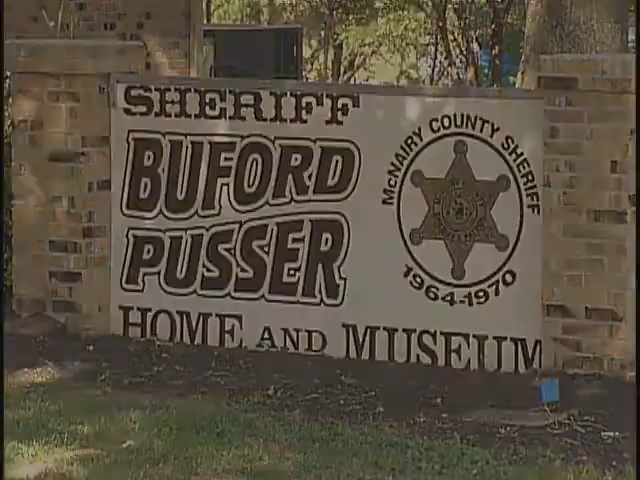 SHERIFF
BUFORD
PUSSER
HOME AND MUSEUM
McNAIRY COUNTY SHERIFF
1964-1970